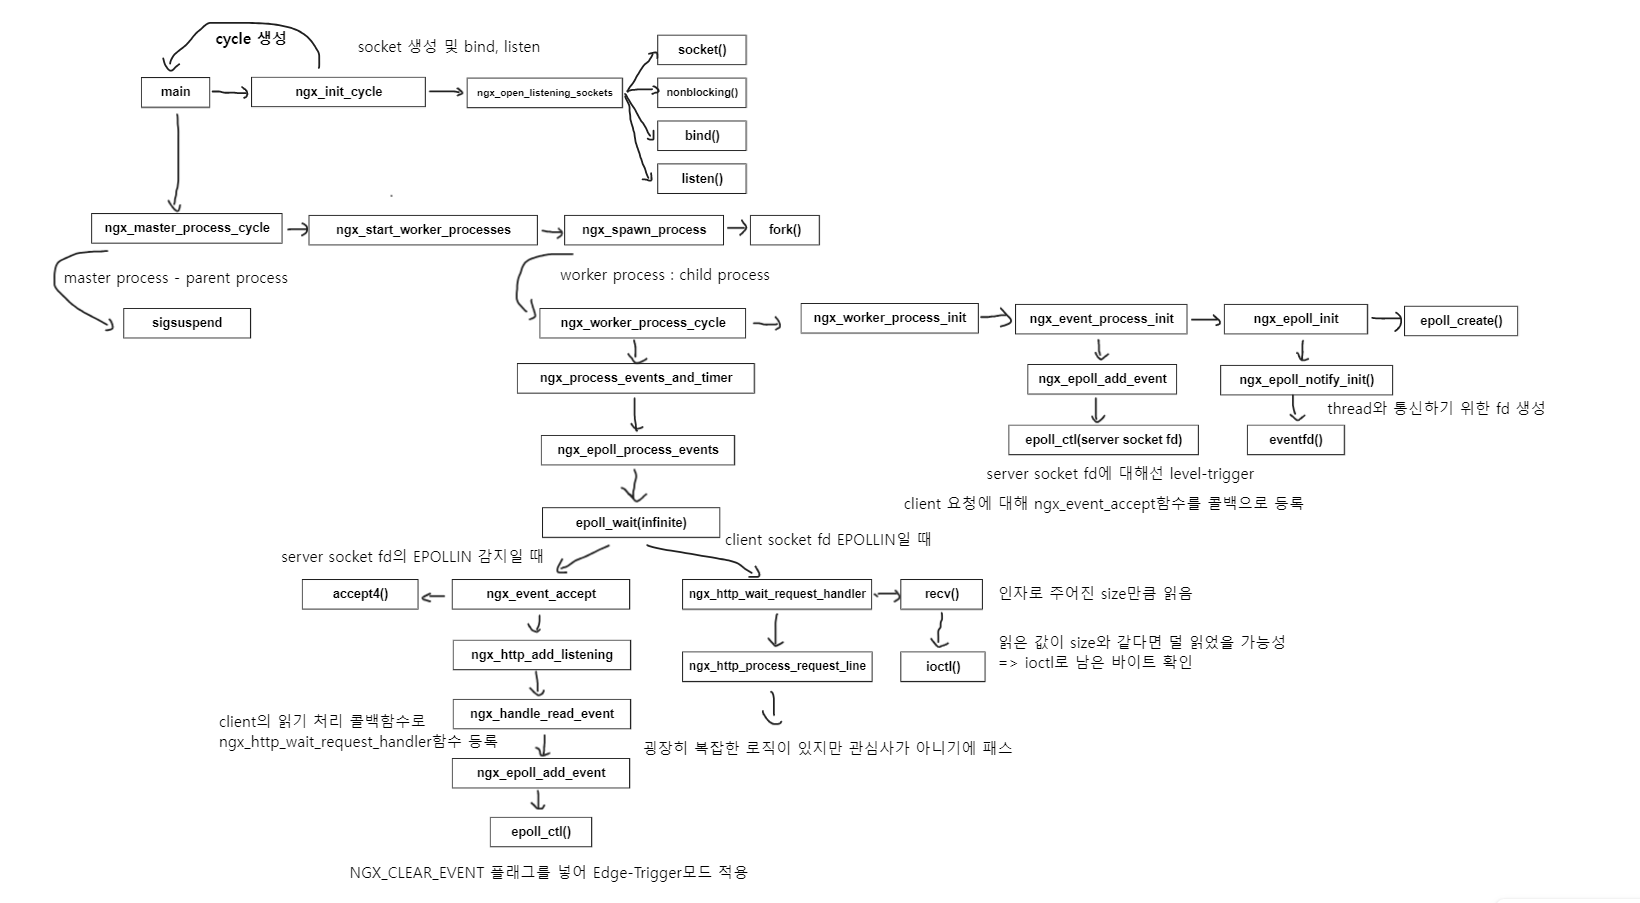 cycle 생성
socket 생성 및 bind, listen
main
ngx_init_cycle
ngx_open_listening_sockets
socket()
nonblocking()
bind()
listen()
ngx_master_process_cycle
ngx_start_worker_processes
ngx_spawn_process
fork()
master process - parent process
sigsuspend
worker process : child process
ngx_worker_process_cycle
ngx_worker_process_init
ngx_event_process_init
ngx_epoll_init
epoll_create()
ngx_process_events_and_timer
ngx_epoll_add_event
ngx_epoll_notify_init()
thread와 통신하기 위한 fd 생성
ngx_epoll_process_events
epoll_ctl(server socket fd)
eventfd()
server socket fd에 대해선 level-trigger
client 요청에 대해 ngx_event_accept함수를 콜백으로 등록
epoll_wait(infinite)
server socket fd의 EPOLLIN 감지일 때
client socket fd EPOLLIN일 때
accept4()
ngx_event_accept
ngx_http_wait_request_handler
recv()
인자로 주어진 size만큼 읽음
ngx_http_add_listening
ngx_http_process_request_line
ioctl()
읽은 값이 size와 같다면 덜 읽었을 가능성
=> ioctl로 남은 바이트 확인
ngx_handle_read_event
client의 읽기 처리 콜백함수로
ngx_http_wait_request_handler함수 등록
굉장히 복잡한 로직이 있지만 관심사가 아니기에 패스
ngx_epoll_add_event
epoll_ctl()
NGX_CLEAR_EVENT 플래그를 넣어 Edge-Trigger모드 적용